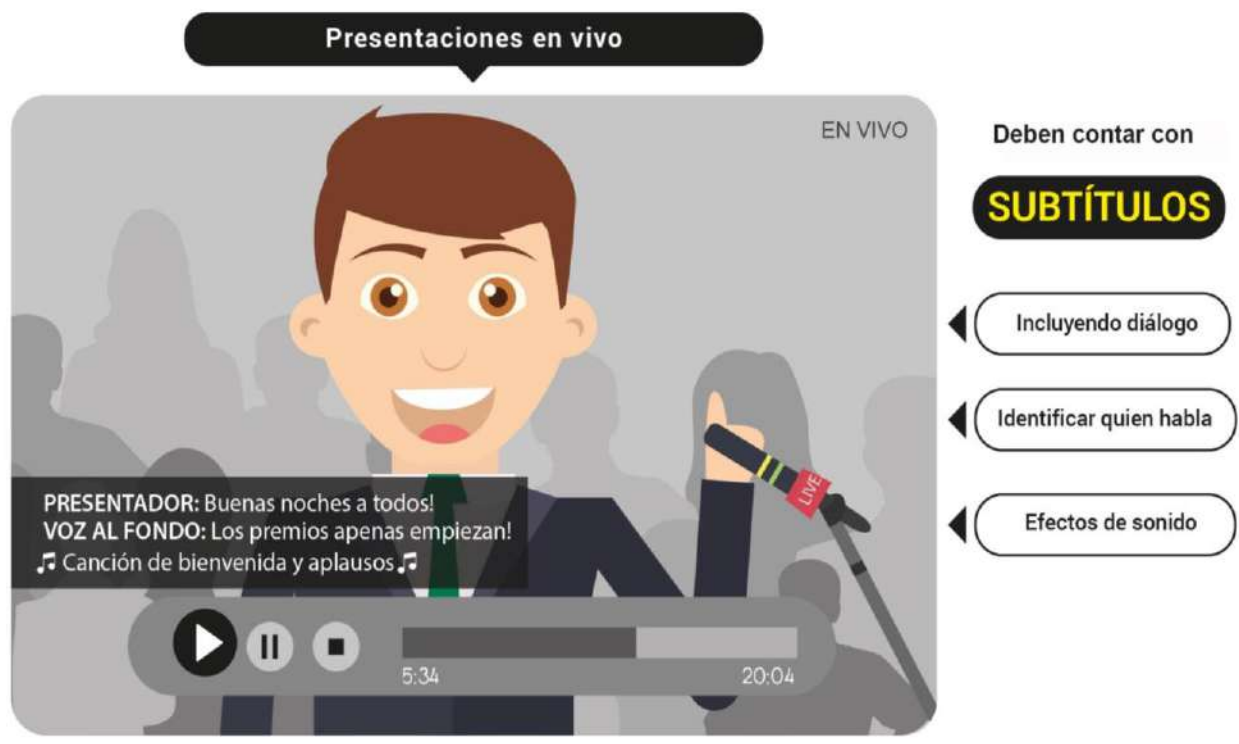 Presentaciones en vivo
EN VIVO
Deben contar con
SUBTÍTULOS
Incluyendo diálogo
Identificar quien habla
Efectos de sonido
LIVE
PRESENTADOR: Buenas noches a todos!
VOZ AL FONDO: Los premios apenas empiezan!
♫ Canción de bienvenida y aplausos ♫
5:34
20:04